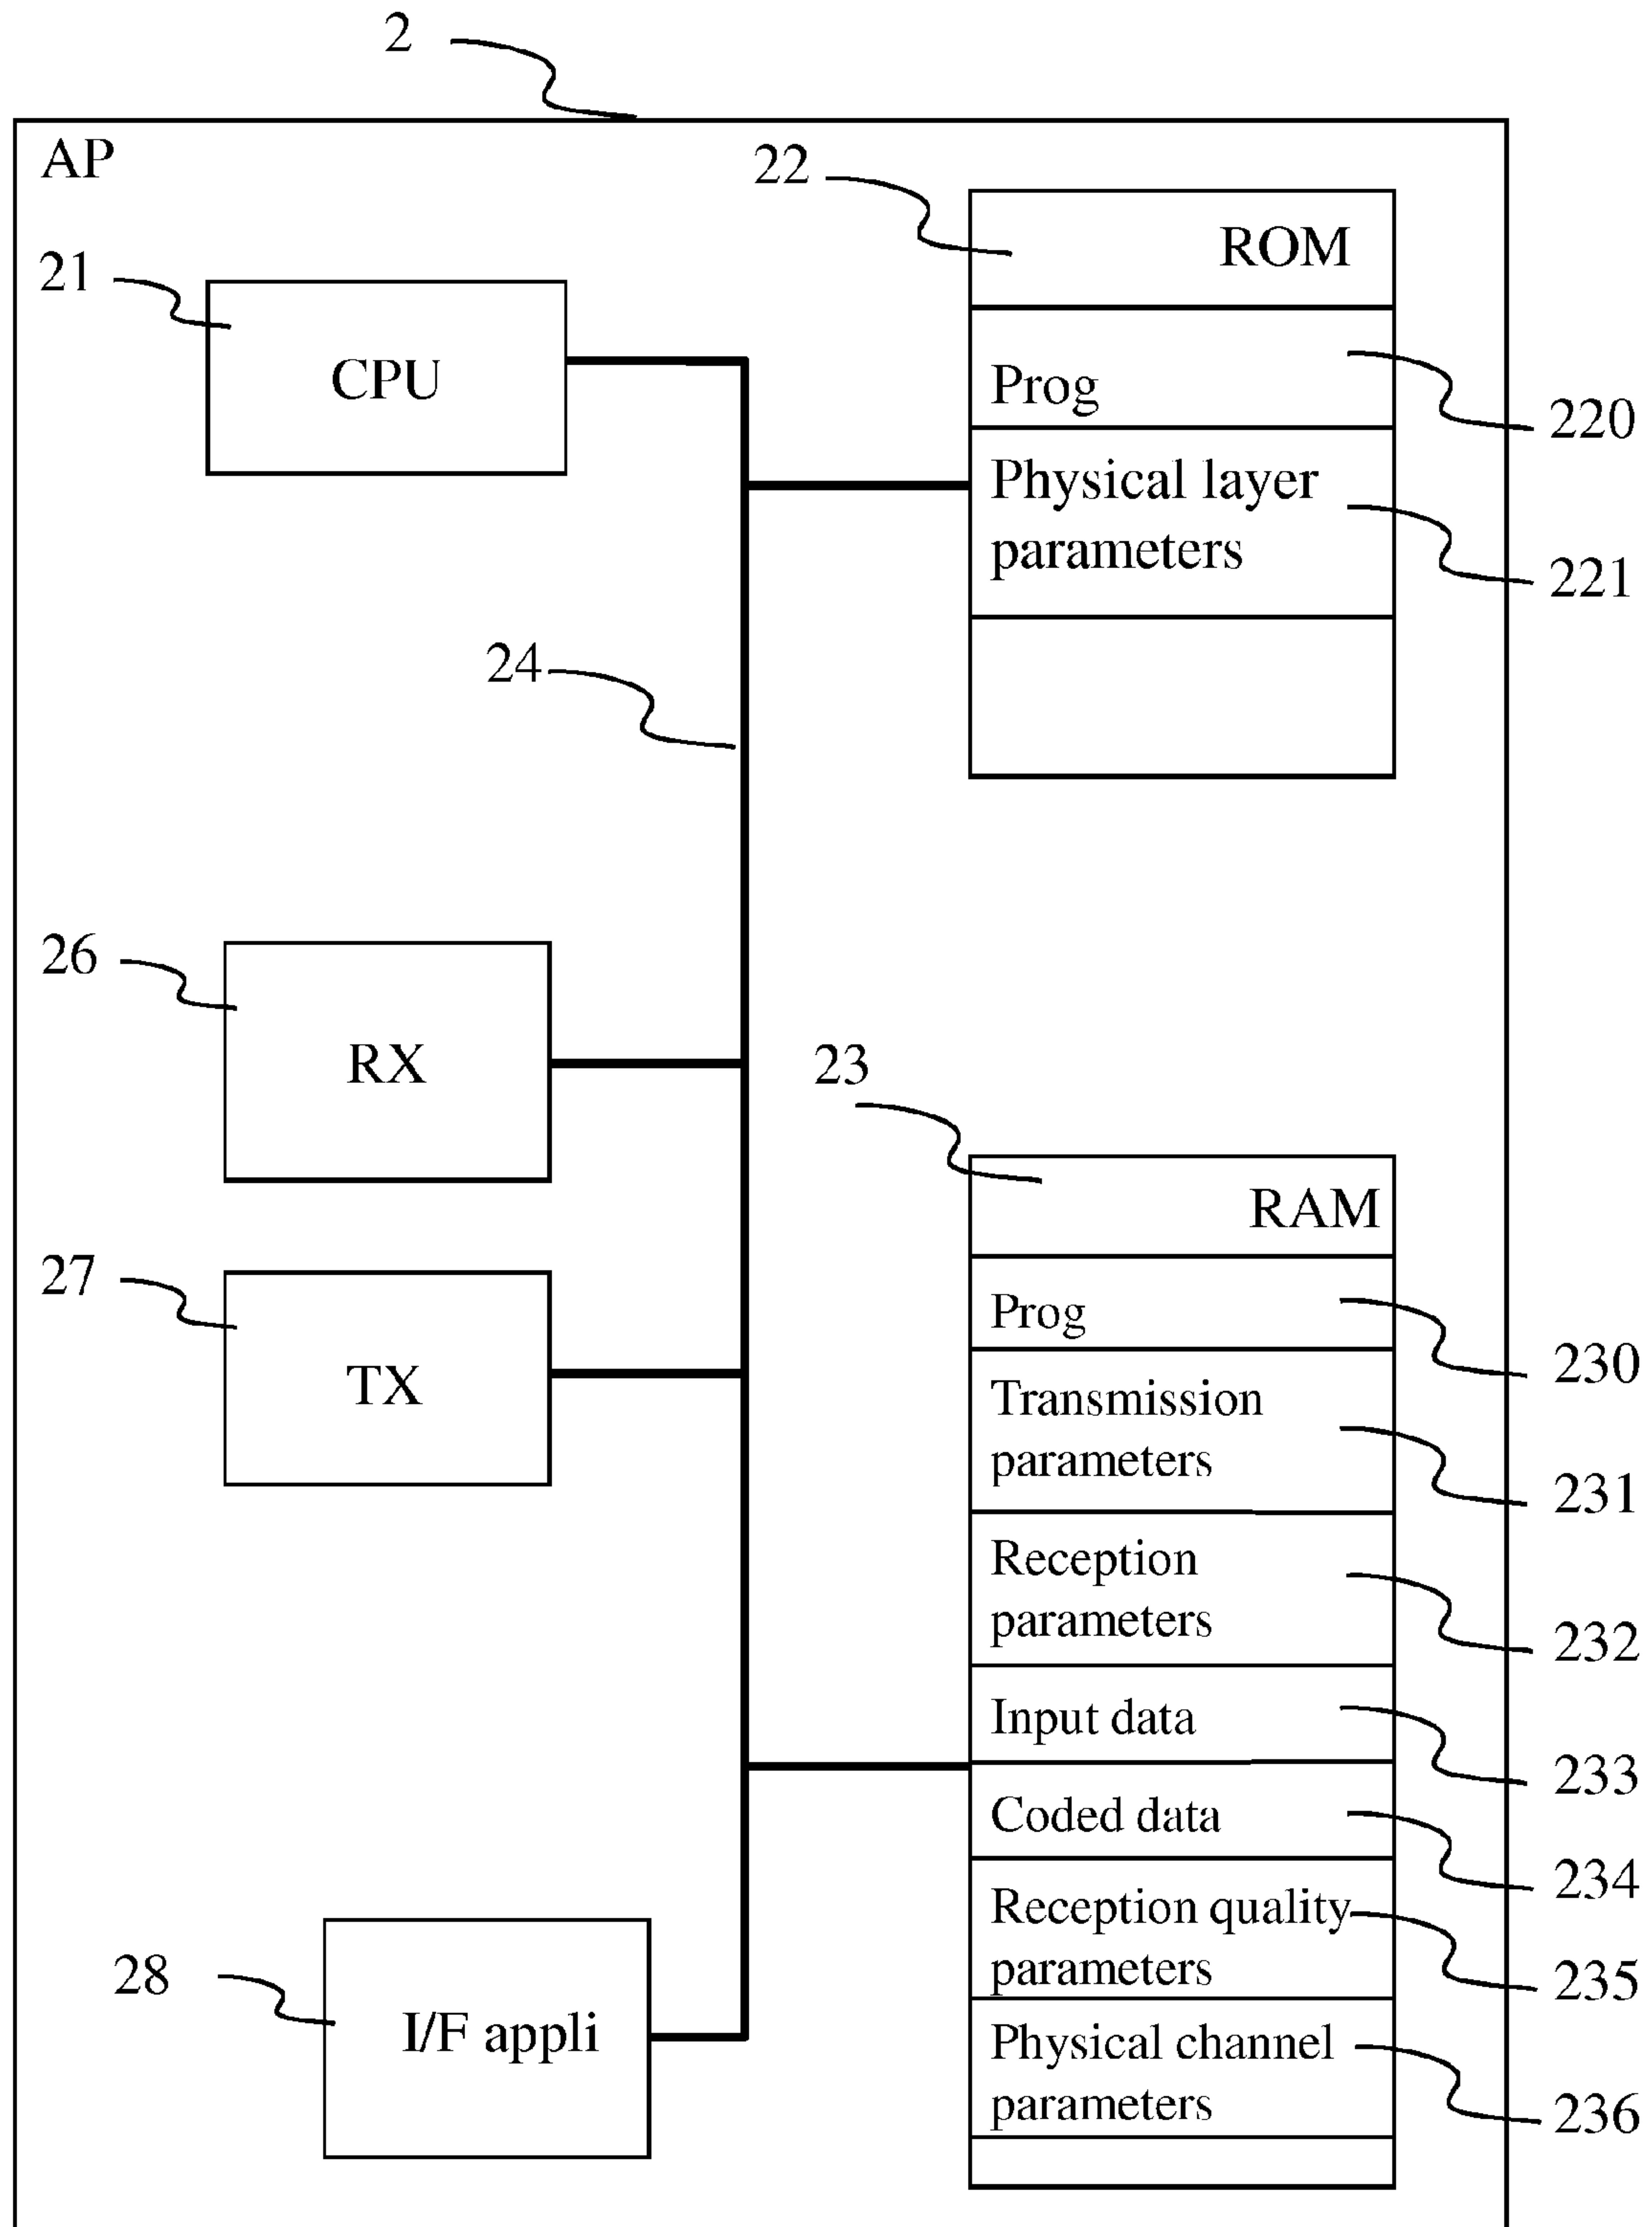 2
AP
22
ROM
21
CPU
Prog
220
Physical layer
parameters
221
24
26
RX
23
RAM
27
TX
Prog
230
Transmission
parameters
231
Reception
parameters
232
Input data
233
Coded data
234
Reception quality
parameters
235
28
I/F appli
Physical channel
parameters
236